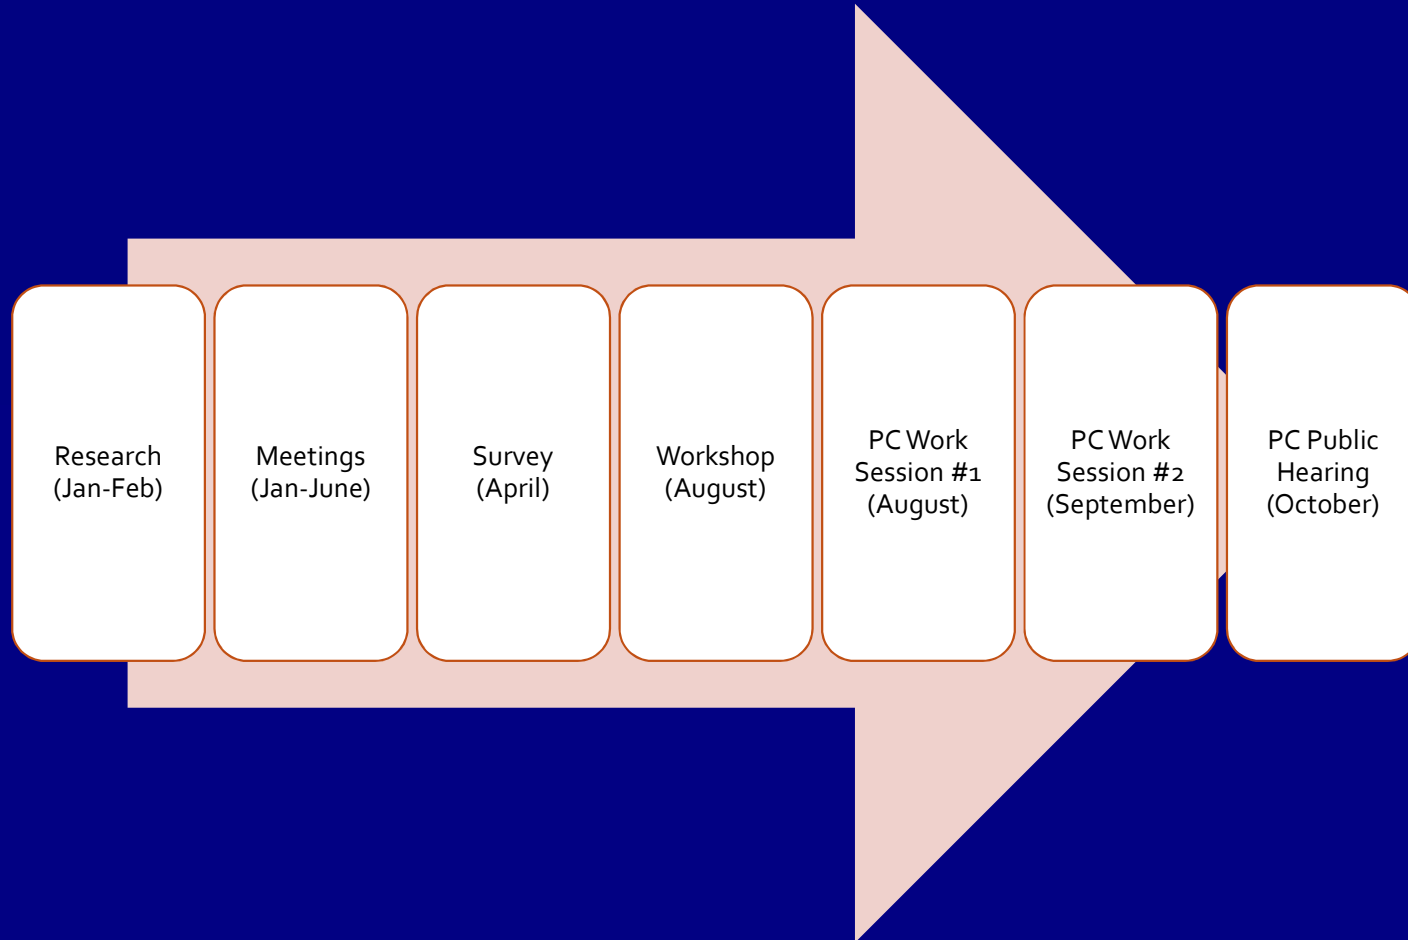 Research
(Jan-Feb)
Meetings
(Jan-June)
Survey
(April)
Workshop
(August)
PC Work
Session #1
(August)
PC Work
Session #2
(September)
PC Public
Hearing
(October)